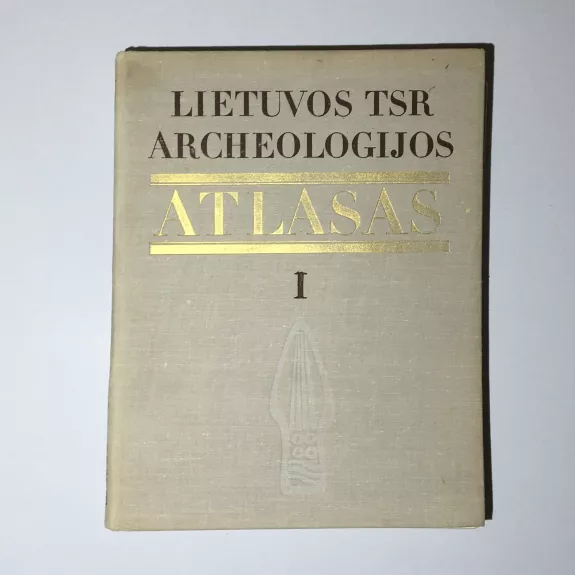 LIETUVOS TSR
ARCHEOLOGIJOS
ATLASAS
I